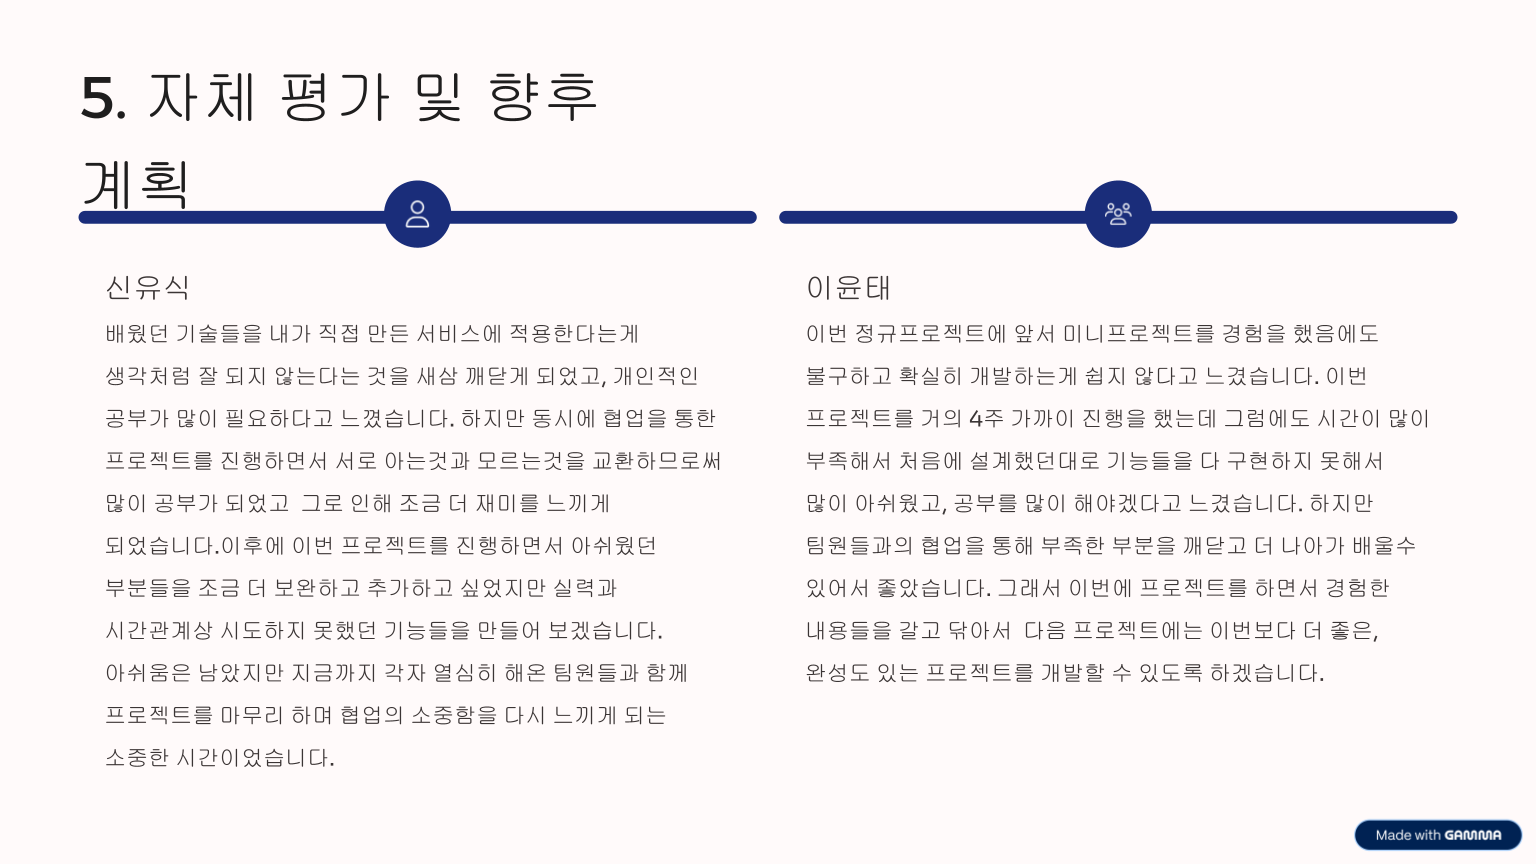 5. 자체 평가 및 향후
계획
신유식
배웠던 기술들을 내가 직접 만든 서비스에 적용한다는게
생각처럼 잘 되지 않는다는 것을 새삼 깨닫게 되었고, 개인적인
공부가 많이 필요하다고 느꼈습니다. 하지만 동시에 협업을 통한
프로젝트를 진행하면서 서로 아는것과 모르는것을 교환하므로써
많이 공부가 되었고  그로 인해 조금 더 재미를 느끼게
되었습니다.이후에 이번 프로젝트를 진행하면서 아쉬웠던
부분들을 조금 더 보완하고 추가하고 싶었지만 실력과
시간관계상 시도하지 못했던 기능들을 만들어 보겠습니다.
아쉬움은 남았지만 지금까지 각자 열심히 해온 팀원들과 함께
프로젝트를 마무리 하며 협업의 소중함을 다시 느끼게 되는
소중한 시간이었습니다.
이윤태
이번 정규프로젝트에 앞서 미니프로젝트를 경험을 했음에도
불구하고 확실히 개발하는게 쉽지 않다고 느겼습니다. 이번
프로젝트를 거의 4주 가까이 진행을 했는데 그럼에도 시간이 많이
부족해서 처음에 설계했던대로 기능들을 다 구현하지 못해서
많이 아쉬웠고, 공부를 많이 해야겠다고 느겼습니다. 하지만
팀원들과의 협업을 통해 부족한 부분을 깨닫고 더 나아가 배울수
있어서 좋았습니다. 그래서 이번에 프로젝트를 하면서 경험한
내용들을 갈고 닦아서  다음 프로젝트에는 이번보다 더 좋은,
완성도 있는 프로젝트를 개발할 수 있도록 하겠습니다.
Made with GAMMA